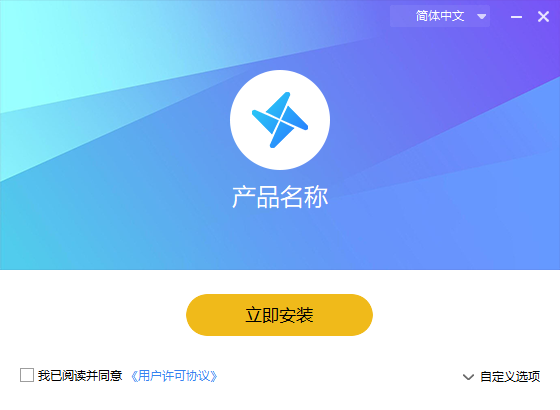 简体中文
产品名称
立即安装
我已阅读并同意 《用户许可协议》
自定义选项